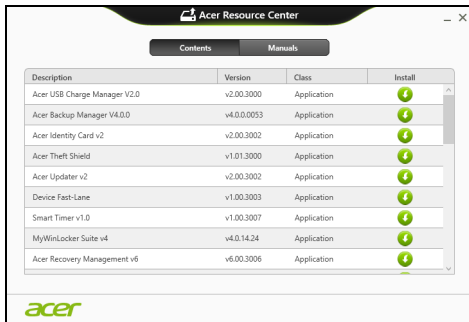 Acer Resource Center
Contents Manuals
Description Version Class Install
Acer USB Charge Manager V2.0 v2.00.3000 Application
Acer Backup Manager V4.0.0 v4.0.0.0053 Application
Acer Identity Card v2 v2.00.3002 Application
Acer Theft Shield v1.01.3000 Application
Acer Updater v2 v2.00.3002 Application
Device Fast-Lane v1.00.3003 Application
Smart Timer v1.0 v1.00.3007 Application
MyWinLocker Suite v4 v4.0.14.24 Application
Acer Recovery Management v6 v6.00.3006 Application
acer